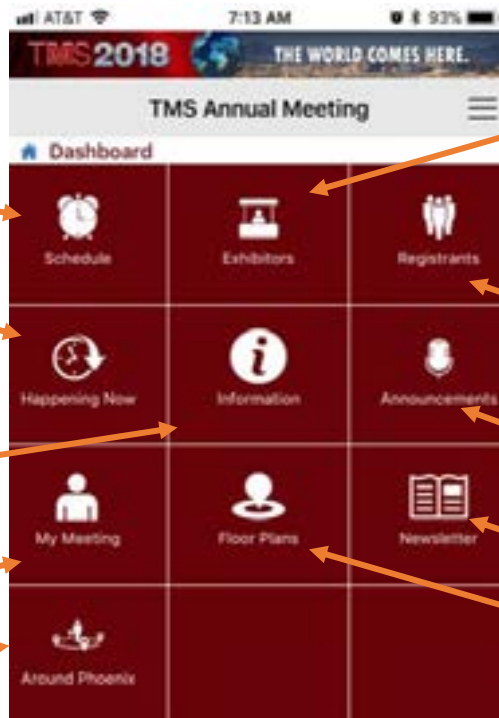 AT&T 7:13 AM 93%
TMS2018 THE WORLD COMES HERE.
TMS Annual Meeting
Dashboard
Schedule Exhibitors Registrants
Happening Now Information Announcements
My Meeting Floor Plans Newsletter
Around Phoenix